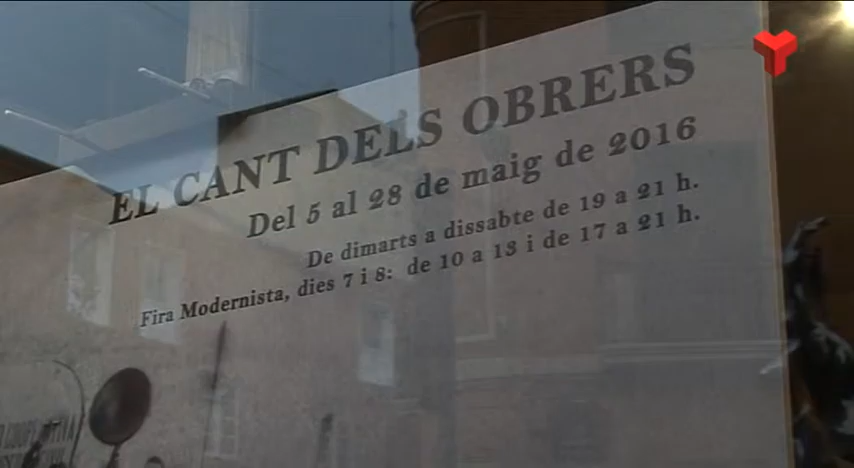 EL CANT DELS OBRERS
Del 5 al 28 de maig de 2016
De dimarts a dissabte de 19 a 21 h.
Fira Modernista, dies 7 i 8: de 10 a 13 i de 17 a 21 h.